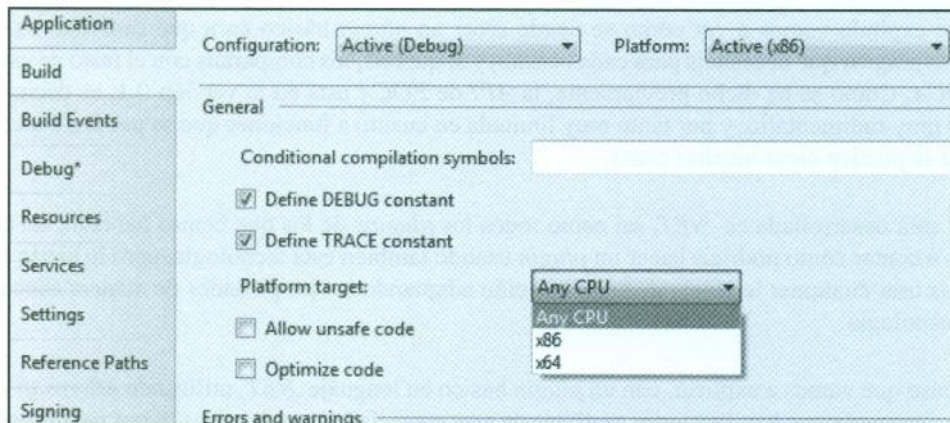 Application
Build
Build Events
Debug*
Resources
Services
Settings
Reference Paths
Signing
Configuration: Active (Debug) Platform: Active (x86)
General
Conditional compilation symbols:
Define DEBUG constant
Define TRACE constant
Platform target: Any CPU
Any CPU
x86
x64
Allow unsafe code
Optimize code
Errors and warnings